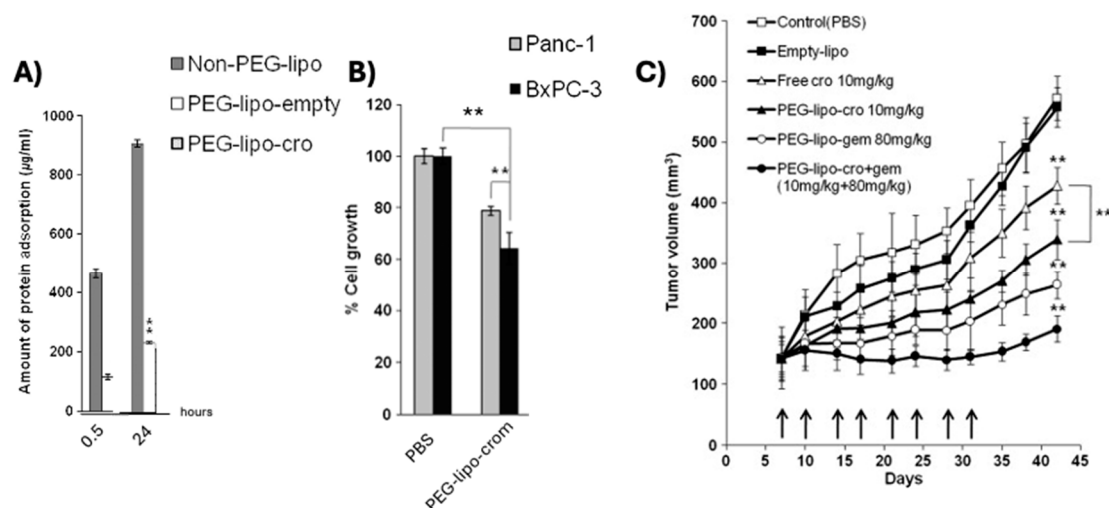 A)
Non-PEG-lipo
PEG-lipo-empty
PEG-lipo-cro
Amount of protein adsorption (µg/ml)
1000
800
600
400
200
0
**
0.5
24
hours
B)
Panc-1
BxPC-3
% Cell growth
120
100
80
60
40
20
0
**
**
PBS
PEG-lipo-crom
C)
Control(PBS)
Empty-lipo
Free cro 10mg/kg
PEG-lipo-cro 10mg/kg
PEG-lipo-gem 80mg/kg
PEG-lipo-cro+gem
(10mg/kg+80mg/kg)
Tumor volume (mm³)
700
600
500
400
300
200
100
0
**
**
**
**
**
0 5 10 15 20 25 30 35 40 45
Days